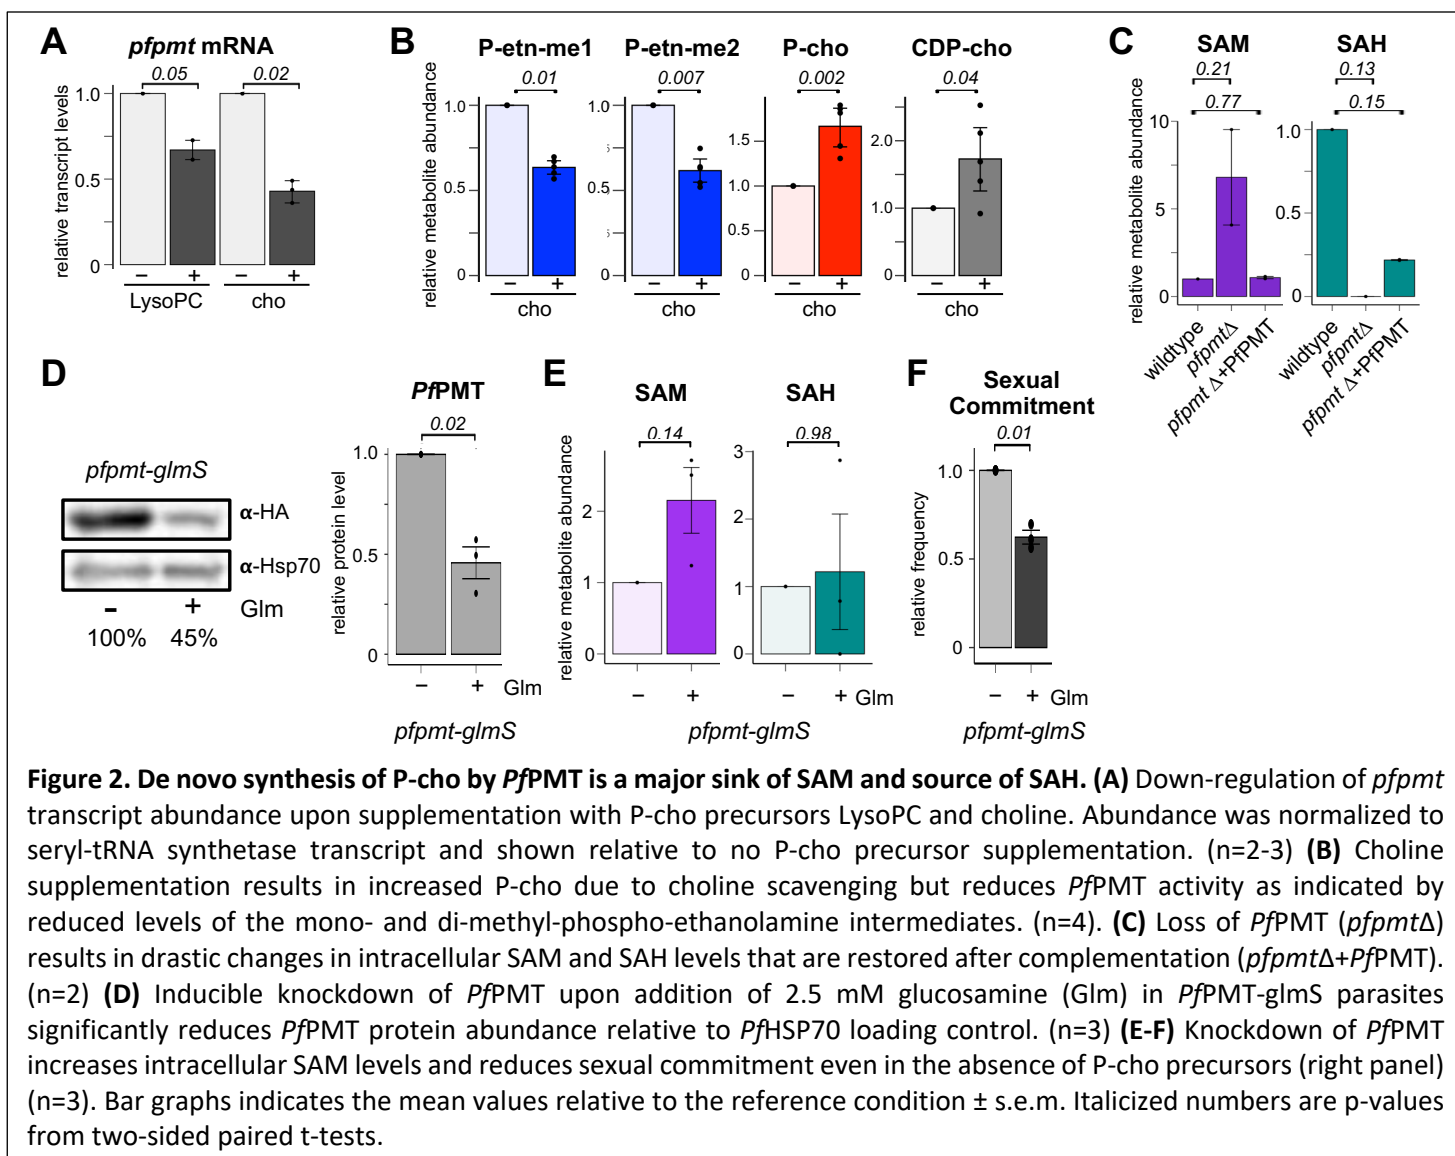 A
pfpmt mRNA
0.05
0.02
relative transcript levels
1.0
0.5
0
− + − +
LysoPC cho
B
P-etn-me1 P-etn-me2 P-cho CDP-cho
0.01 0.007 0.002 0.04
relative metabolite abundance
1.0
0.5
0
1.0
0.5
0
1.5
1.0
0
2.0
1.0
0
− + − + − + − +
cho cho cho cho
C
SAM SAH
0.21 0.13
0.77 0.15
relative metabolite abundance
10
5
0
1.0
0.5
0
wildtype pfpmtΔ pfpmt Δ+PfPMT
wildtype pfpmtΔ pfpmt Δ+PfPMT
D
pfpmt-glmS
α-HA
α-Hsp70
− + Glm
100% 45%
PfPMT
0.02
relative protein level
1.0
0.5
0
− + Glm
pfpmt-glmS
E
SAM SAH
0.14 0.98
relative metabolite abundance
2
1
0
3
2
1
0
− + − + Glm
pfpmt-glmS
F
Sexual
Commitment
0.01
relative frequency
1.0
0.5
0
− + Glm
pfpmt-glmS
Figure 2. De novo synthesis of P-cho by PfPMT is a major sink of SAM and source of SAH. (A) Down-regulation of pfpmt
transcript abundance upon supplementation with P-cho precursors LysoPC and choline. Abundance was normalized to
seryl-tRNA synthetase transcript and shown relative to no P-cho precursor supplementation. (n=2-3) (B) Choline
supplementation results in increased P-cho due to choline scavenging but reduces PfPMT activity as indicated by
reduced levels of the mono- and di-methyl-phospho-ethanolamine intermediates. (n=4). (C) Loss of PfPMT (pfpmtΔ)
results in drastic changes in intracellular SAM and SAH levels that are restored after complementation (pfpmtΔ+PfPMT).
(n=2) (D) Inducible knockdown of PfPMT upon addition of 2.5 mM glucosamine (Glm) in PfPMT-glmS parasites
significantly reduces PfPMT protein abundance relative to PfHSP70 loading control. (n=3) (E-F) Knockdown of PfPMT
increases intracellular SAM levels and reduces sexual commitment even in the absence of P-cho precursors (right panel)
(n=3). Bar graphs indicates the mean values relative to the reference condition ± s.e.m. Italicized numbers are p-values
from two-sided paired t-tests.